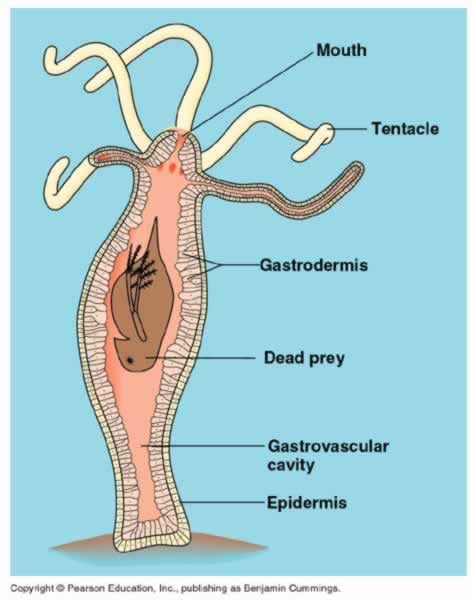 Mouth
Tentacle
Gastrodermis
Dead prey
Gastrovascular
cavity
Epidermis
Copyright © Pearson Education, Inc., publishing as Benjamin Cummings.